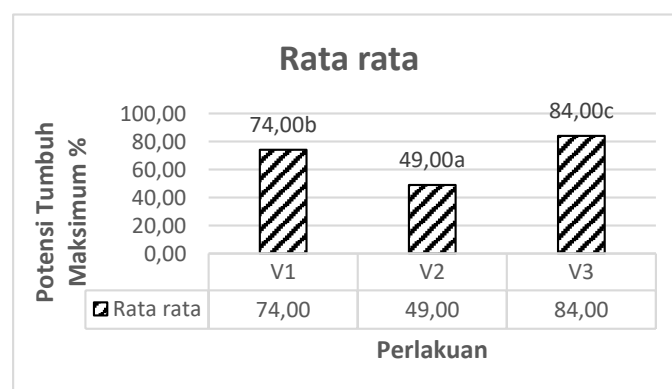 Rata rata
Potensi Tumbuh
Maksimum %
100,00
80,00
60,00
40,00
20,00
0,00
74,00b
49,00a
84,00c
V1 V2 V3
Rata rata 74,00 49,00 84,00
Perlakuan